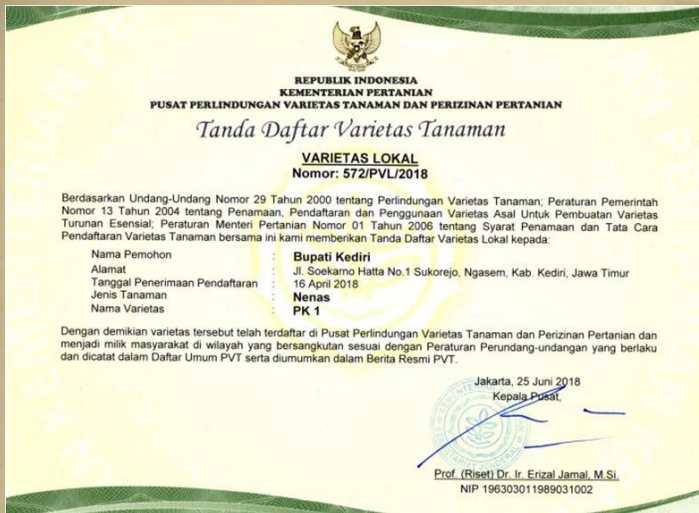 REPUBLIK INDONESIA
KEMENTERIAN PERTANIAN
PUSAT PERLINDUNGAN VARIETAS TANAMAN DAN PERIZINAN PERTANIAN
Tanda Daftar Varietas Tanaman
VARIETAS LOKAL
Nomor: 572/PVL/2018
Berdasarkan Undang-Undang Nomor 29 Tahun 2000 tentang Perlindungan Varietas Tanaman; Peraturan Pemerintah
Nomor 13 Tahun 2004 tentang Penamaan, Pendaftaran dan Penggunaan Varietas Asal Untuk Pembuatan Varietas
Turunan Esensial; Peraturan Menteri Pertanian Nomor 01 Tahun 2006 tentang Syarat Penamaan dan Tata Cara
Pendaftaran Varietas Tanaman bersama ini kami memberikan Tanda Daftar Varietas Lokal kepada:
Nama Pemohon : Bupati Kediri
Alamat : Jl. Soekarno Hatta No.1 Sukorejo, Ngasem, Kab. Kediri, Jawa Timur
Tanggal Penerimaan Pendaftaran : 16 April 2018
Jenis Tanaman : Nenas
Nama Varietas : PK 1
Dengan demikian varietas tersebut telah terdaftar di Pusat Perlindungan Varietas Tanaman dan Perizinan Pertanian dan
menjadi milik masyarakat di wilayah yang bersangkutan sesuai dengan Peraturan Perundang-undangan yang berlaku
dan dicatat dalam Daftar Umum PVT serta diumumkan dalam Berita Resmi PVT.
Jakarta, 25 Juni 2018
Kepala Pusat,
Prof. (Riset) Dr. Ir. Erizal Jamal, M.Si.
NIP 196303011989031002